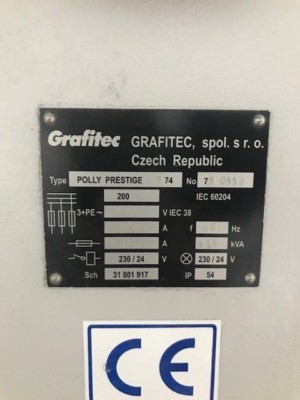 Grafitec GRAFITEC, spol. s r. o.
Czech Republic
Type POLLY PRESTIGE 74 No
200 IEC 60204
3+PE~ V IEC 38
A f Hz
A kVA
230 / 24 V 230 / 24 V
Sch 31 801 917 IP 54
CE